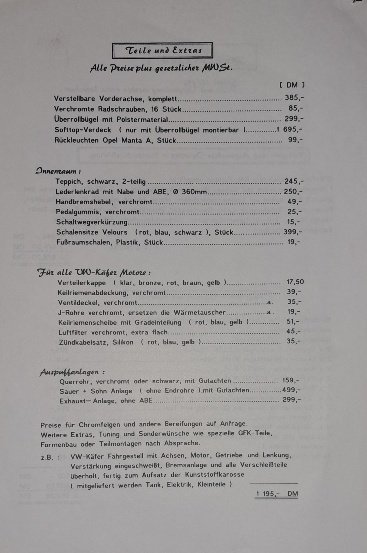 Teile und Extras
Alle Preise plus gesetzlicher MWSt.
[ DM ]
Verstellbare Vorderachse, komplett 385,-
Verchromte Radschrauben, 16 Stück 85,-
Überrollbügel mit Polstermaterial 299,-
Softtop-Verdeck ( nur mit Überrollbügel montierbar ) 1 695,-
Rückleuchten Opel Manta A, Stück 99,-
Innenraum :
Teppich, schwarz, 2-teilig 245,-
Lederlenkrad mit Nabe und ABE, Ø 360mm 250,-
Handbremshebel, verchromt 49,-
Pedalgummis, verchromt 25,-
Schaltwegverkürzung 15,-
Schalensitze Velours ( rot, blau, schwarz ), Stück 399,-
Fußraumschalen, Plastik, Stück 19,-
Für alle VW-Käfer Motore :
Verteilerkappe ( klar, bronze, rot, braun, gelb ) 17,50
Keilriemenabdeckung, verchromt 39,-
Ventildeckel, verchromt a. 35,-
J-Rohre verchromt, ersetzen die Wärmetauscher a. 19,-
Keilriemenscheibe mit Gradeinteilung ( rot, blau, gelb ) 51,-
Luftfilter verchromt, extra flach 45,-
Zündkabelsatz, Silikon ( rot, blau, gelb ) 35,-
Auspuffanlagen :
Querrohr, verchromt oder schwarz, mit Gutachten 159,-
Sauer + Sohn Anlage ( ohne Endrohre ) mit Gutachten 499,-
Exhaust-Anlage, ohne ABE 299,-
Preise für Chromfelgen und andere Bereifungen auf Anfrage
Weitere Extras, Tuning und Sonderwünsche wie spezielle GFK-Teile,
Formenbau oder Teilmontagen nach Absprache.
z.B. : VW-Käfer Fahrgestell mit Achsen, Motor, Getriebe und Lenkung,
Verstärkung eingeschweißt, Bremsanlage und alle Verschleißteile
überholt, fertig zum Aufsatz der Kunststoffkarosse
( mitgeliefert werden Tank, Elektrik, Kleinteile )
1 195,- DM